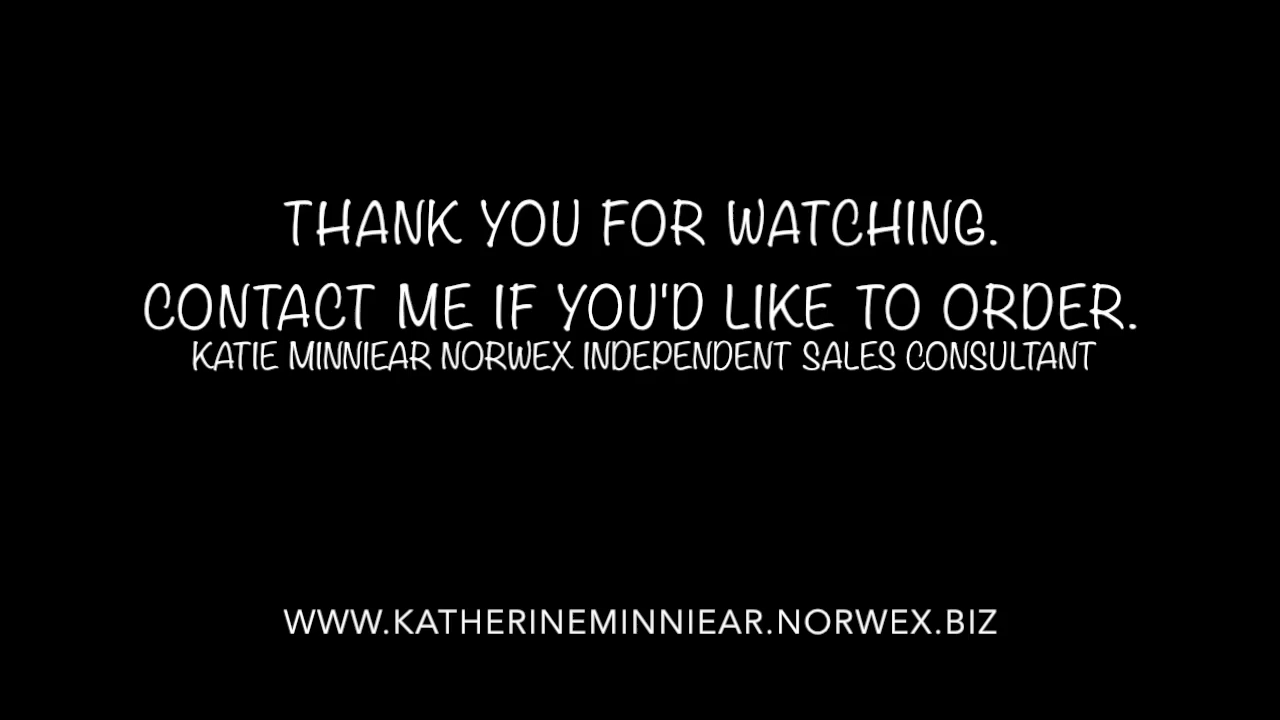 THANK YOU FOR WATCHING.
CONTACT ME IF YOU'D LIKE TO ORDER.
KATIE MINNIEAR NORWEX INDEPENDENT SALES CONSULTANT
WWW.KATHERINEMINNIEAR.NORWEX.BIZ